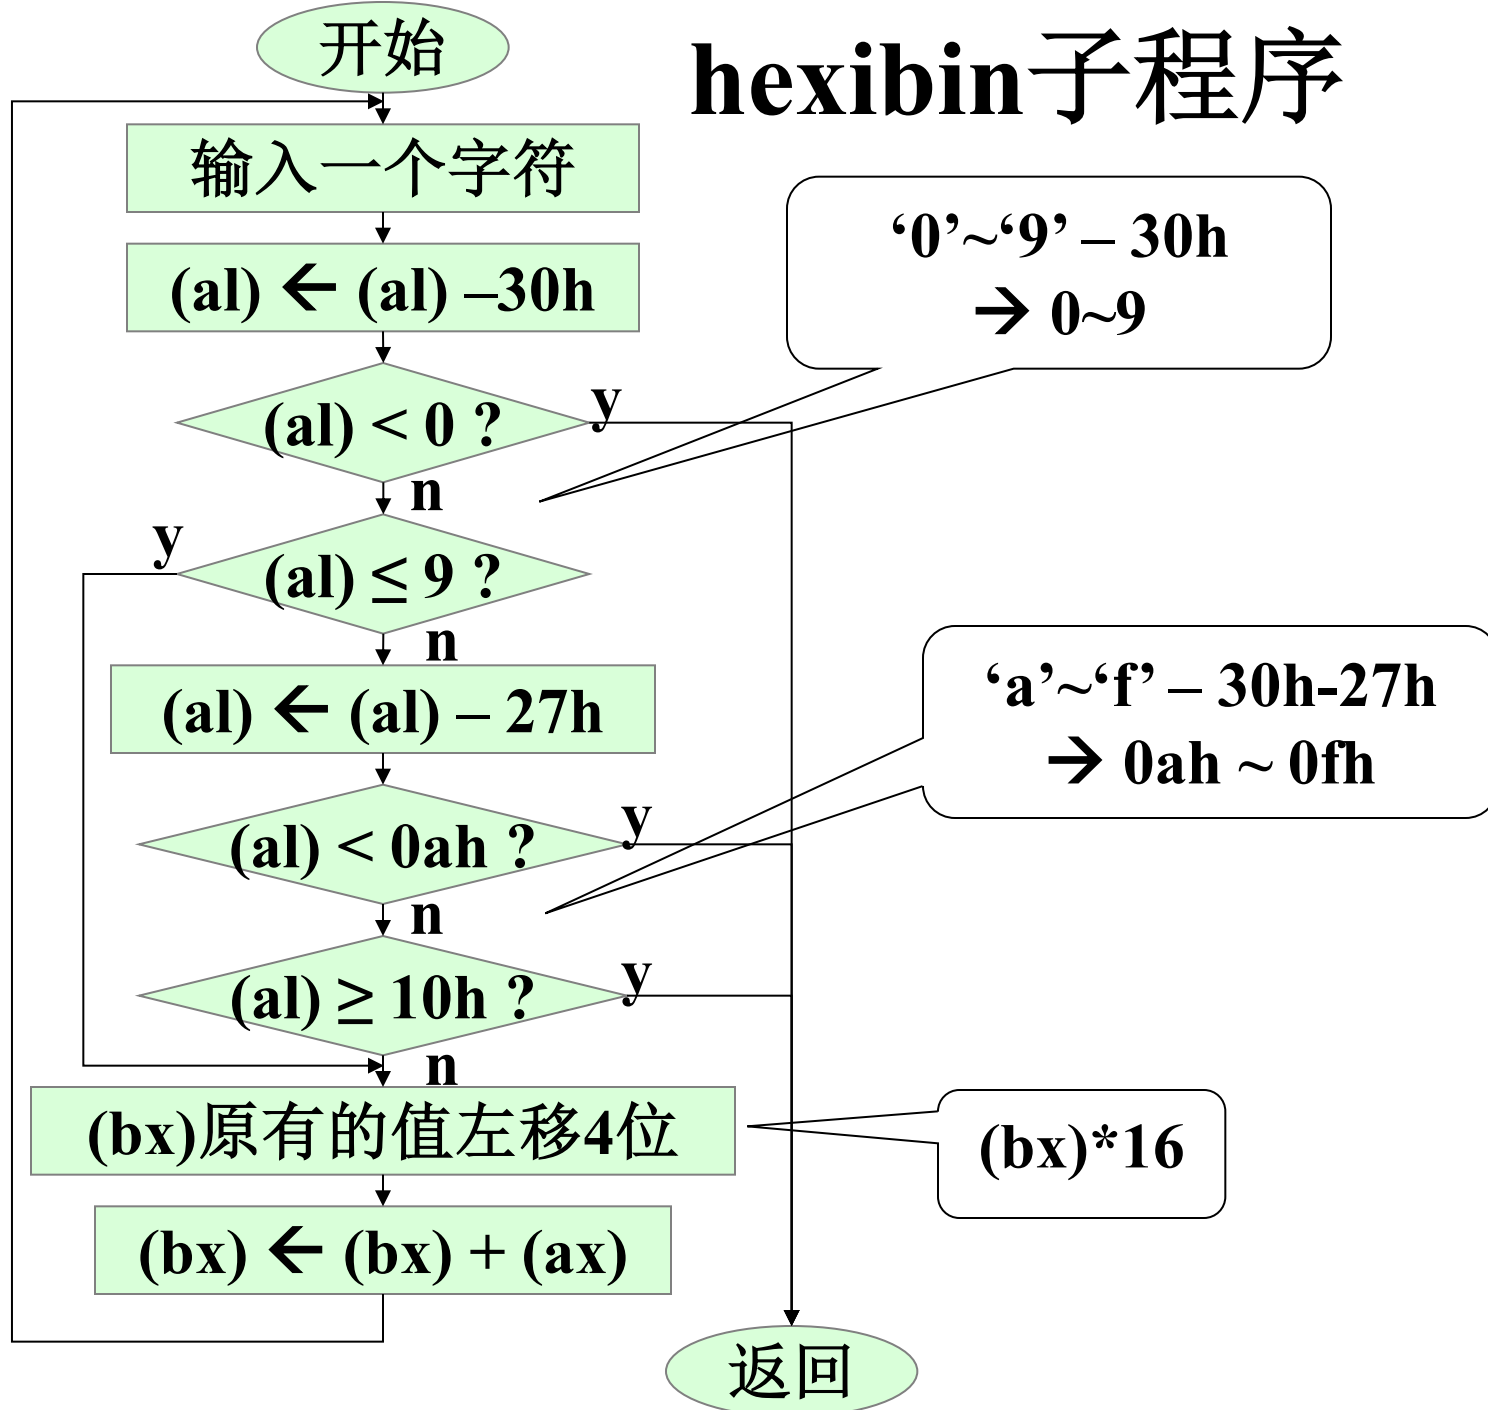 开始
hexibin子程序
输入一个字符
‘0’~‘9’ – 30h
→ 0~9
(al) ← (al) –30h
(al) < 0 ?
y
n
y
(al) ≤ 9 ?
n
‘a’~‘f’ – 30h-27h
→ 0ah ~ 0fh
(al) ← (al) – 27h
(al) < 0ah ?
y
n
(al) ≥ 10h ?
y
n
(bx)原有的值左移4位
(bx)*16
(bx) ← (bx) + (ax)
返回